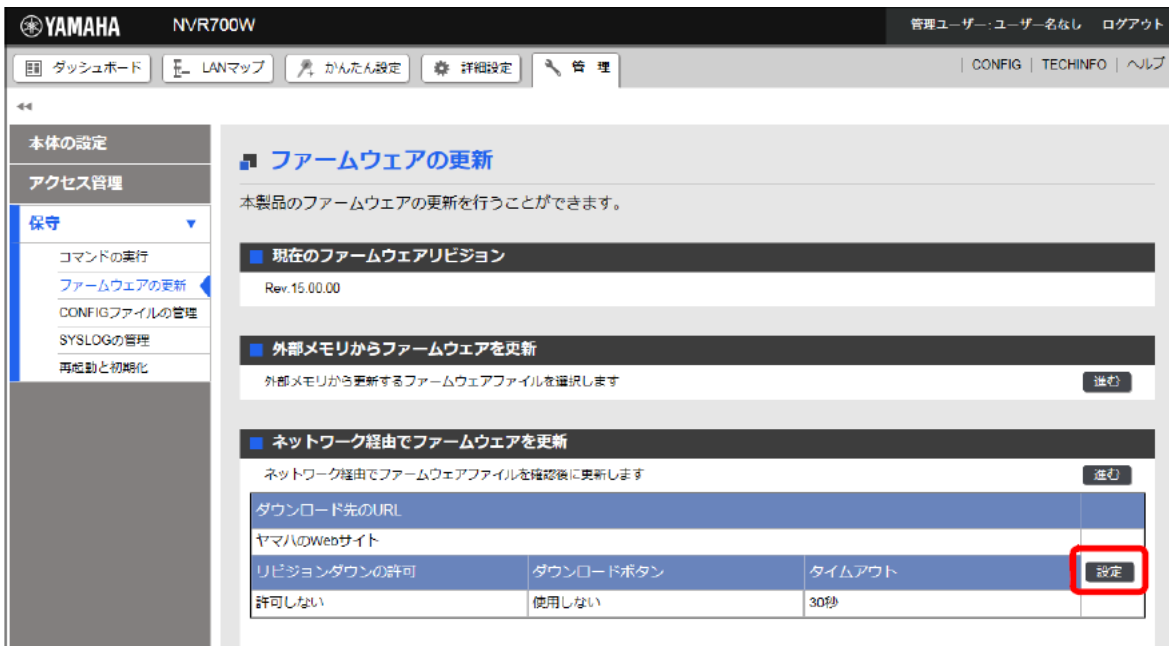 YAMAHA NVR700W 管理ユーザー:ユーザー名なし ログアウト
ダッシュボード LANマップ かんたん設定 詳細設定 管 理 | CONFIG | TECHINFO | ヘルプ
本体の設定
アクセス管理
保守
コマンドの実行
ファームウェアの更新
CONFIGファイルの管理
SYSLOGの管理
再起動と初期化
ファームウェアの更新
本製品のファームウェアの更新を行うことができます。
現在のファームウェアリビジョン
Rev.15.00.00
外部メモリからファームウェアを更新
外部メモリから更新するファームウェアファイルを選択します 進む
ネットワーク経由でファームウェアを更新
ネットワーク経由でファームウェアファイルを確認後に更新します 進む
ダウンロード先のURL
ヤマハのWebサイト
リビジョンダウンの許可 ダウンロードボタン タイムアウト 設定
許可しない 使用しない 30秒